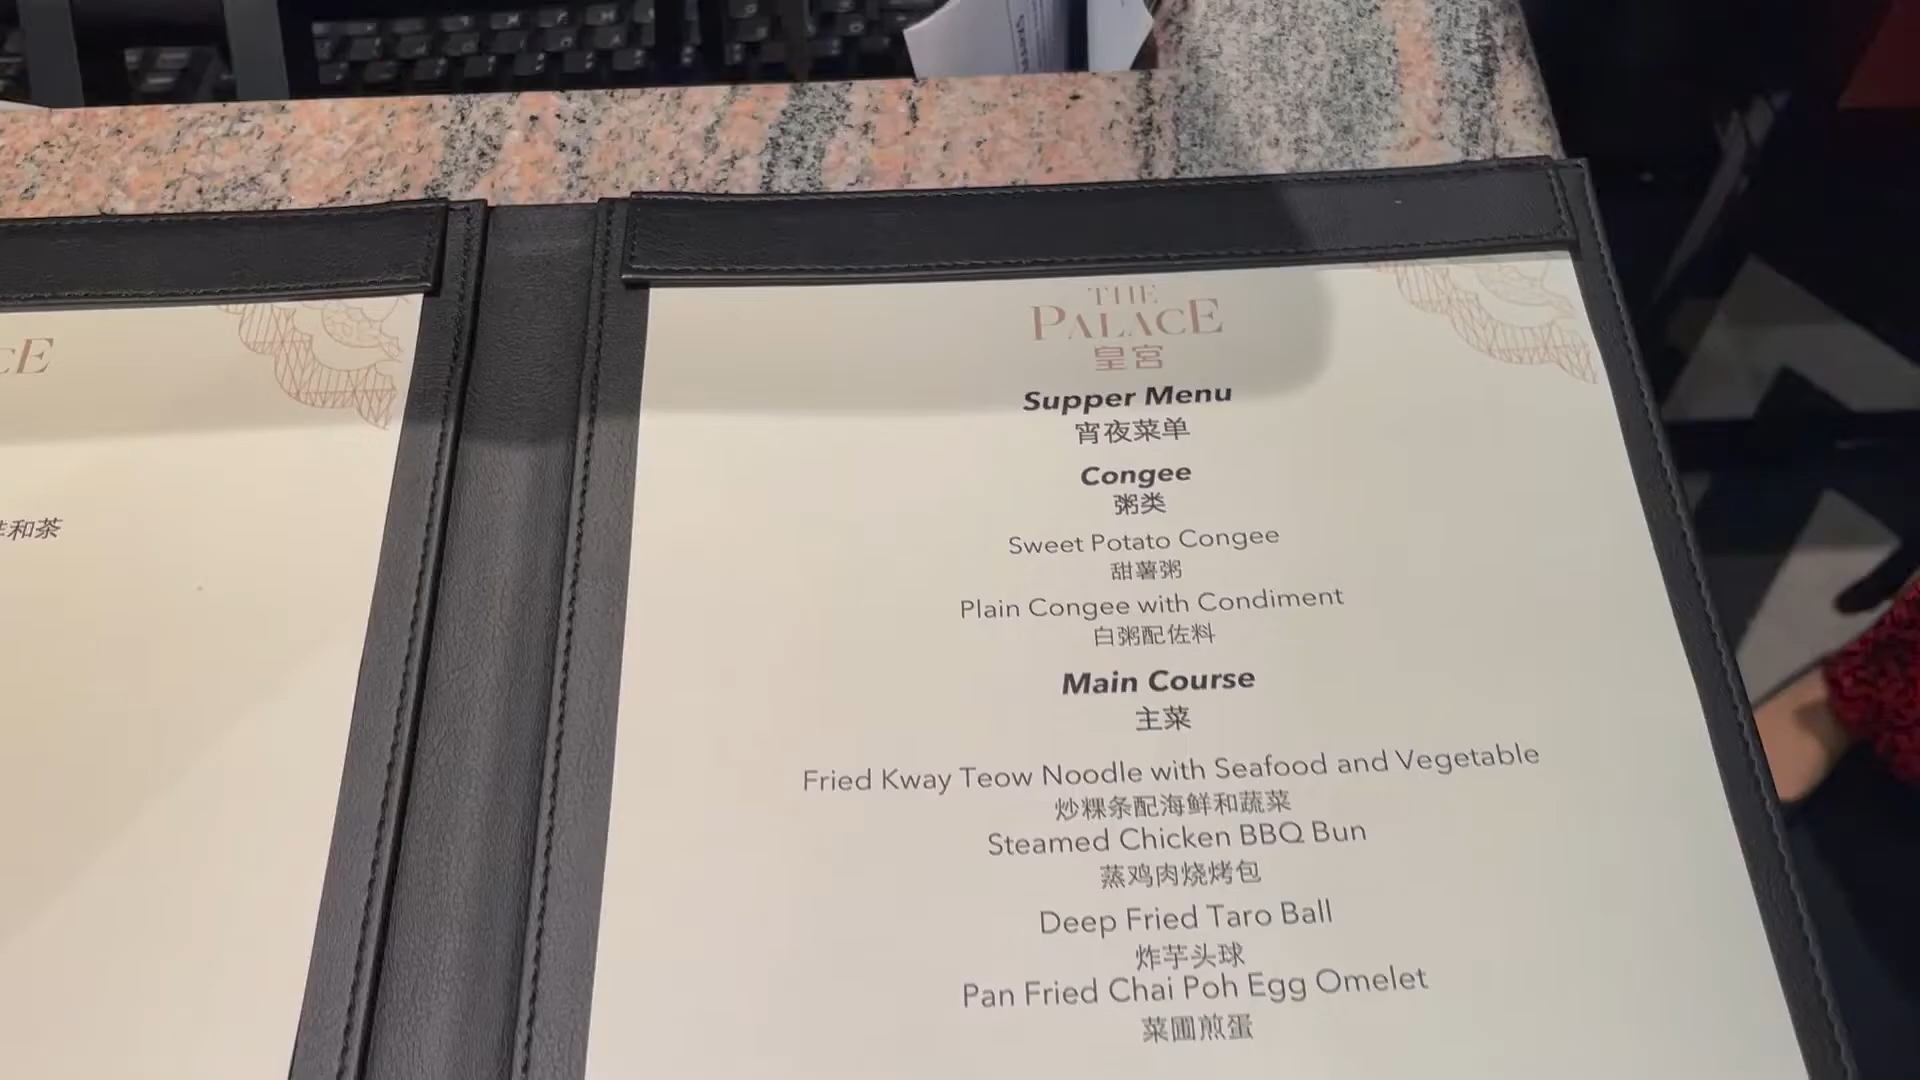 CE
和茶
THE
PALACE
皇宫
Supper Menu
宵夜菜单
Congee
粥类
Sweet Potato Congee
甜薯粥
Plain Congee with Condiment
白粥配佐料
Main Course
主菜
Fried Kway Teow Noodle with Seafood and Vegetable
炒粿条配海鲜和蔬菜
Steamed Chicken BBQ Bun
蒸鸡肉烧烤包
Deep Fried Taro Ball
炸芋头球
Pan Fried Chai Poh Egg Omelet
菜圃煎蛋